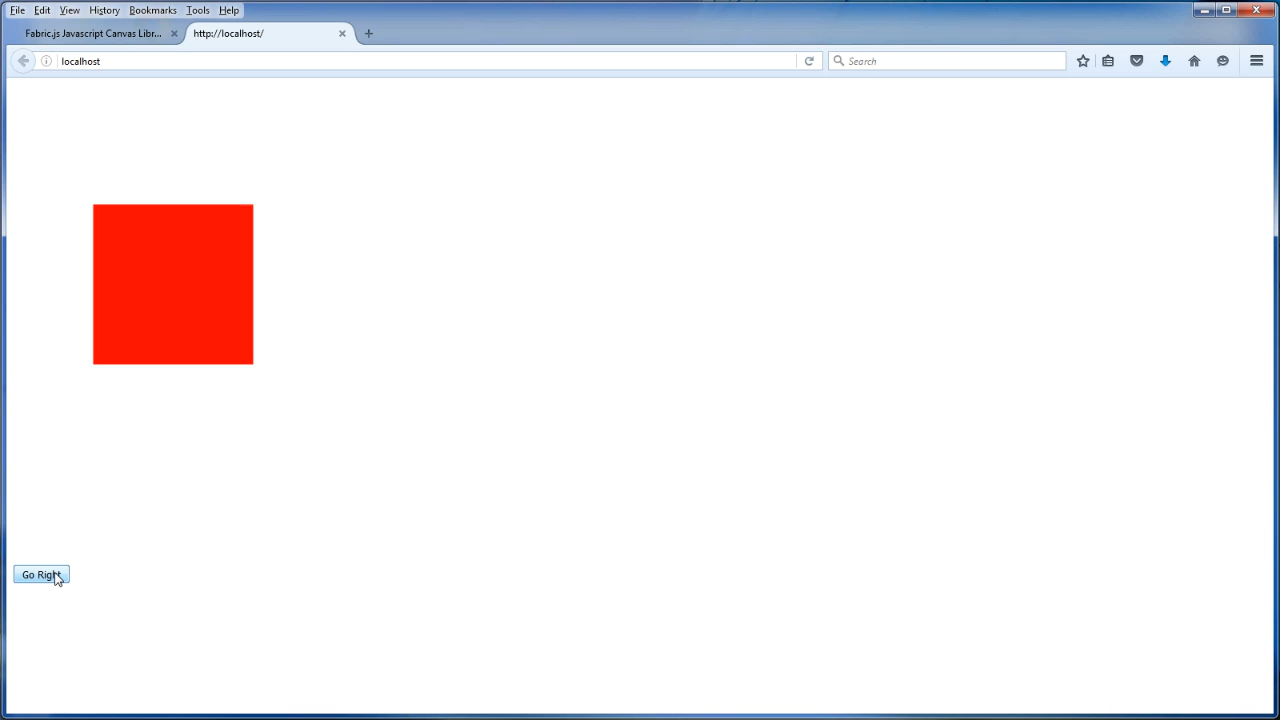 File Edit View History Bookmarks Tools Help
Fabric.js Javascript Canvas Libr... http://localhost/
localhost Search
Go Right